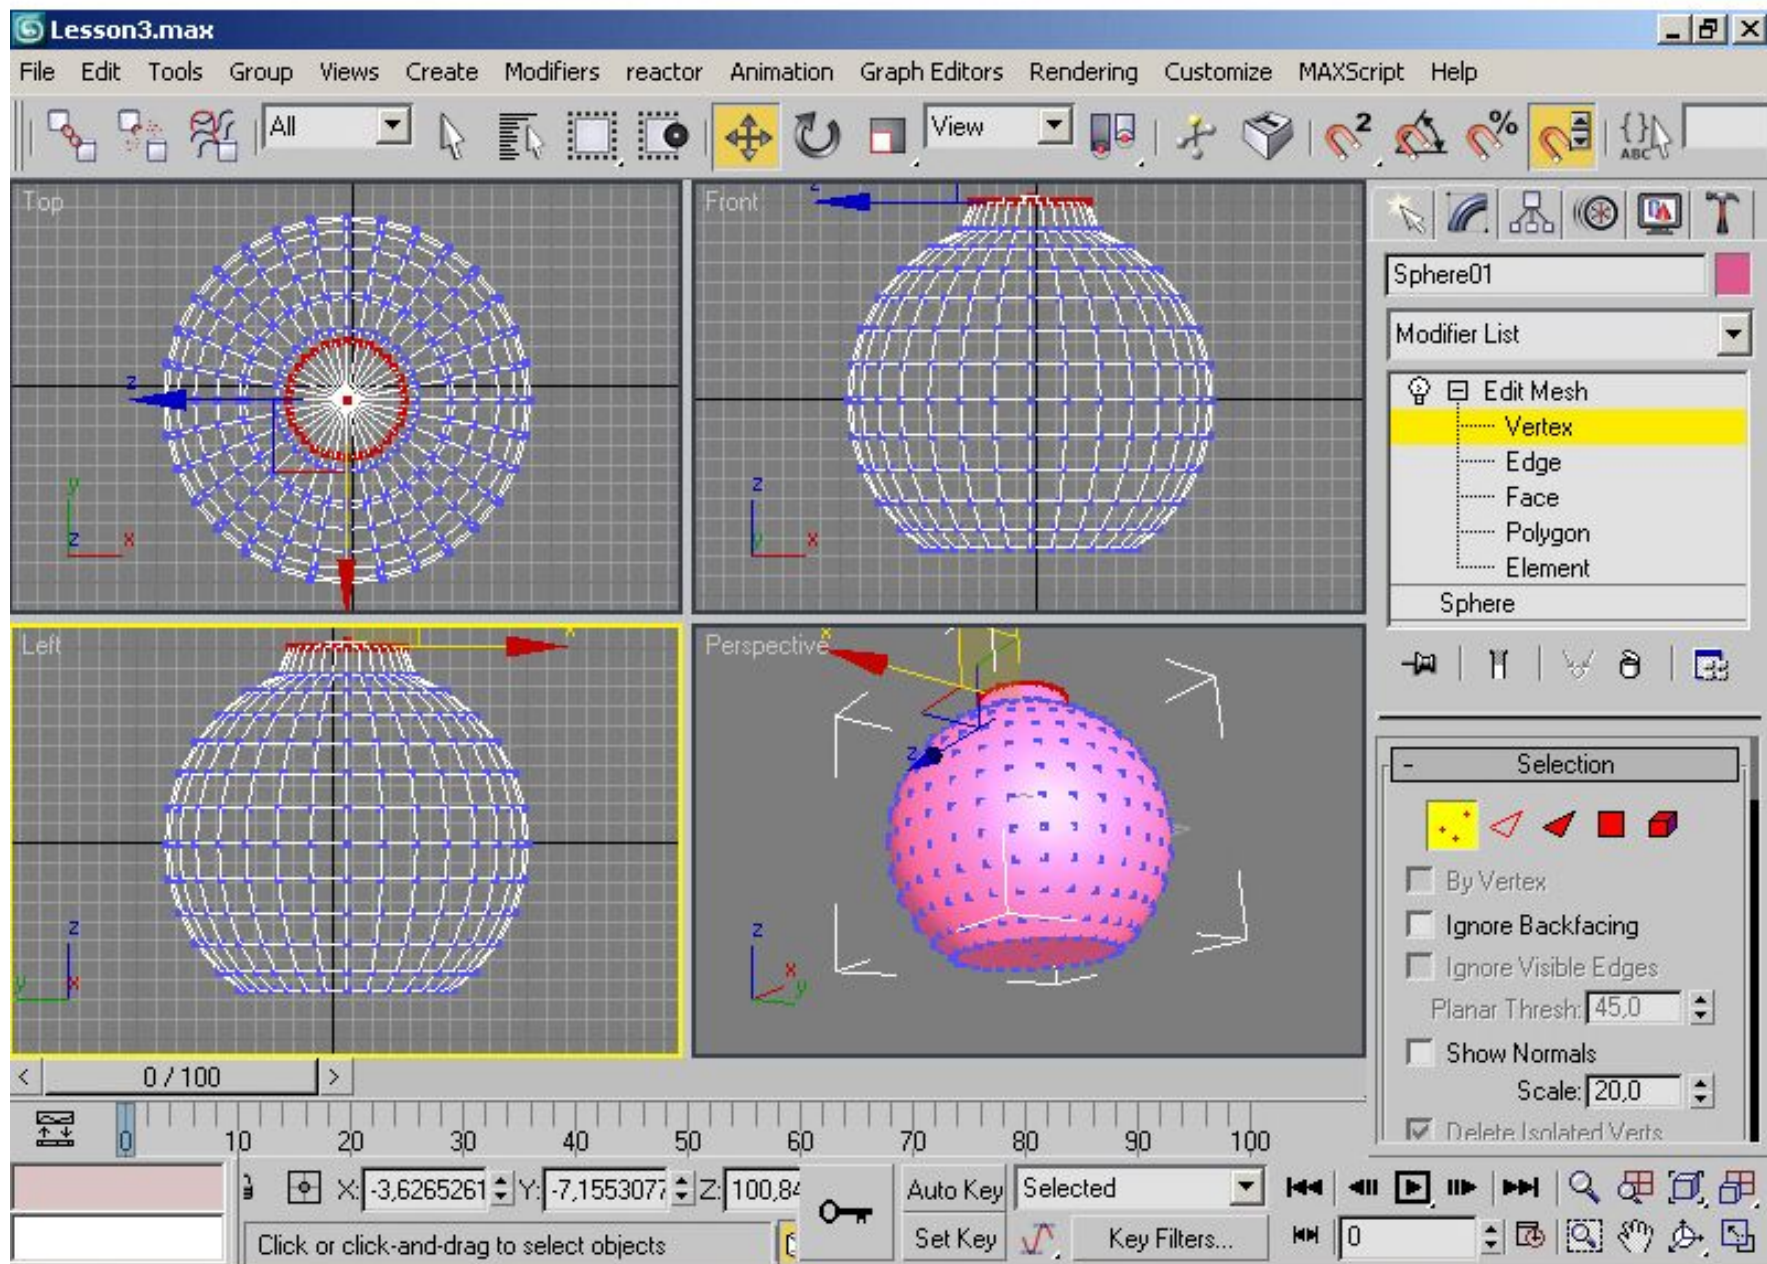 Lesson3.max
File Edit Tools Group Views Create Modifiers reactor Animation Graph Editors Rendering Customize MAXScript Help
All View 2 % {} ABC
Top
z
y
z x
Front
z
z
y x
Sphere01
Modifier List
Edit Mesh
Vertex
Edge
Face
Polygon
Element
Sphere
Left
x
z
y x
Perspective
x
z
z
x
y
- Selection
By Vertex
Ignore Backfacing
Ignore Visible Edges
Planar Thresh: 45,0
Show Normals
Scale: 20,0
Delete Isolated Verts
< 0 / 100 >
0 10 20 30 40 50 60 70 80 90 100
X: -3,6265261 Y: -7,1553077 Z: 100,84
Auto Key Selected
Click or click-and-drag to select objects
Set Key Key Filters... 0